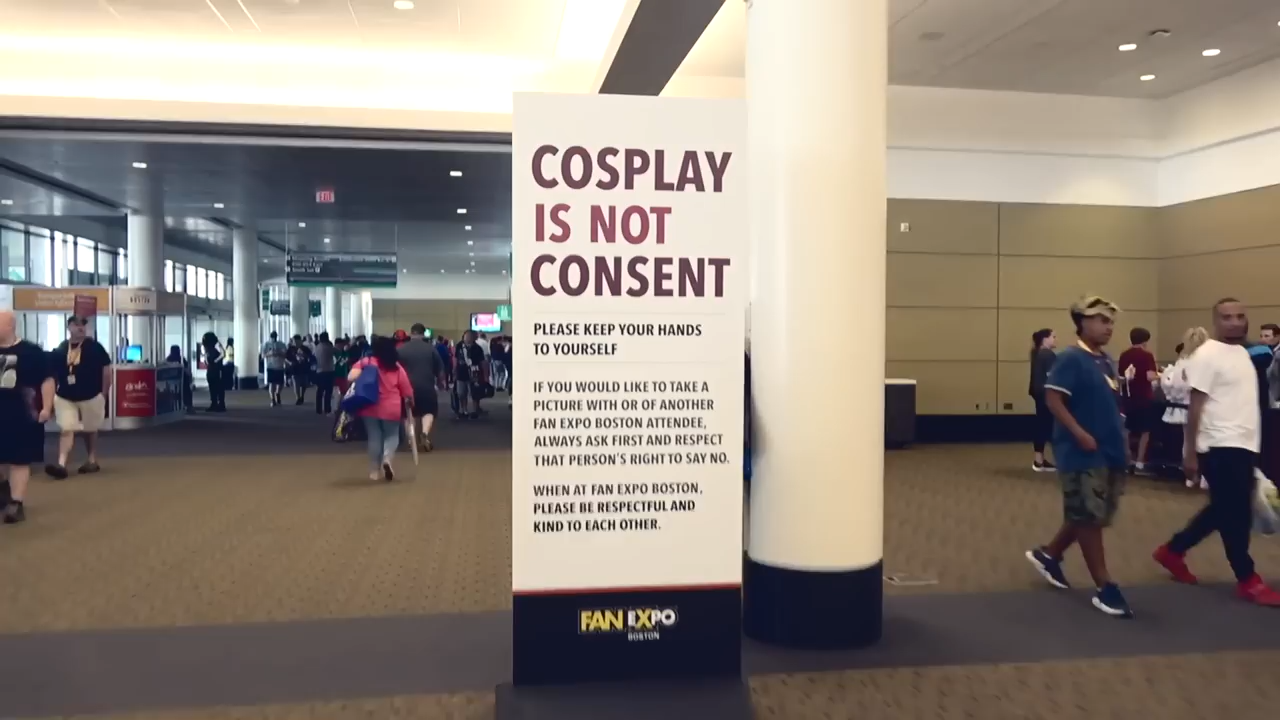 COSPLAY
IS NOT
CONSENT
PLEASE KEEP YOUR HANDS
TO YOURSELF
IF YOU WOULD LIKE TO TAKE A
PICTURE WITH OR OF ANOTHER
FAN EXPO BOSTON ATTENDEE,
ALWAYS ASK FIRST AND RESPECT
THAT PERSON'S RIGHT TO SAY NO.
WHEN AT FAN EXPO BOSTON,
PLEASE BE RESPECTFUL AND
KIND TO EACH OTHER.
FAN EXPO
BOSTON
EXIT